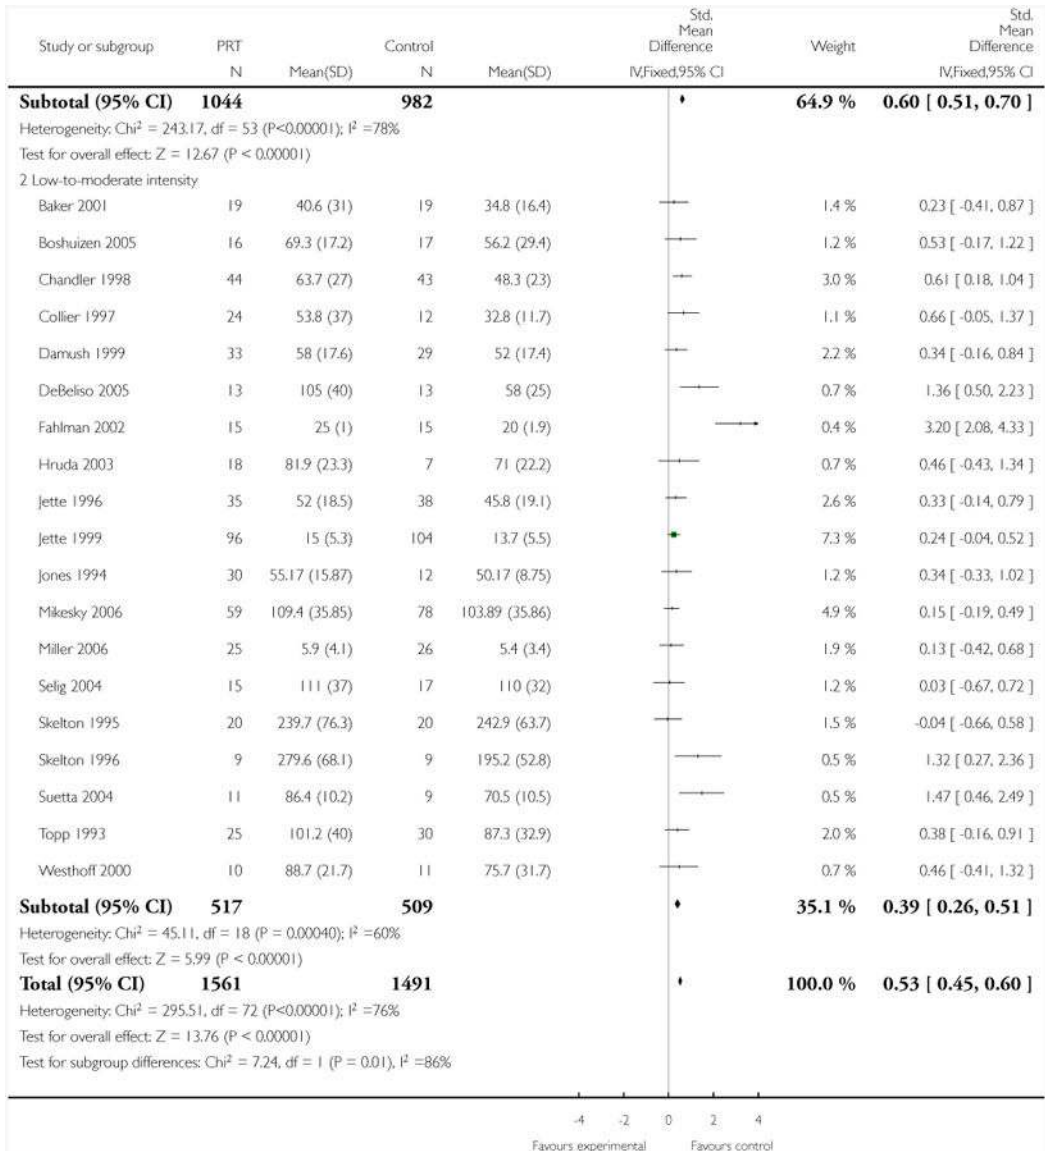 Std. Mean Difference Std. Mean Difference
Study or subgroup PRT Control Weight
N Mean(SD) N Mean(SD) IV,Fixed,95% CI IV,Fixed,95% CI
Subtotal (95% CI) 1044 982 64.9 % 0.60 [ 0.51, 0.70 ]
Heterogeneity: Chi² = 243.17, df = 53 (P<0.00001); I² =78%
Test for overall effect: Z = 12.67 (P < 0.00001)
2 Low-to-moderate intensity
Baker 2001 19 40.6 (31) 19 34.8 (16.4) 1.4 % 0.23 [ -0.41, 0.87 ]
Boshuizen 2005 16 69.3 (17.2) 17 56.2 (29.4) 1.2 % 0.53 [ -0.17, 1.22 ]
Chandler 1998 44 63.7 (27) 43 48.3 (23) 3.0 % 0.61 [ 0.18, 1.04 ]
Collier 1997 24 53.8 (37) 12 32.8 (11.7) 1.1 % 0.66 [ -0.05, 1.37 ]
Damush 1999 33 58 (17.6) 29 52 (17.4) 2.2 % 0.34 [ -0.16, 0.84 ]
DeBeliso 2005 13 105 (40) 13 58 (25) 0.7 % 1.36 [ 0.50, 2.23 ]
Fahlman 2002 15 25 (1) 15 20 (1.9) 0.4 % 3.20 [ 2.08, 4.33 ]
Hruda 2003 18 81.9 (23.3) 7 71 (22.2) 0.7 % 0.46 [ -0.43, 1.34 ]
Jette 1996 35 52 (18.5) 38 45.8 (19.1) 2.6 % 0.33 [ -0.14, 0.79 ]
Jette 1999 96 15 (5.3) 104 13.7 (5.5) 7.3 % 0.24 [ -0.04, 0.52 ]
Jones 1994 30 55.17 (15.87) 12 50.17 (8.75) 1.2 % 0.34 [ -0.33, 1.02 ]
Mikesky 2006 59 109.4 (35.85) 78 103.89 (35.86) 4.9 % 0.15 [ -0.19, 0.49 ]
Miller 2006 25 5.9 (4.1) 26 5.4 (3.4) 1.9 % 0.13 [ -0.42, 0.68 ]
Selig 2004 15 111 (37) 17 110 (32) 1.2 % 0.03 [ -0.67, 0.72 ]
Skelton 1995 20 239.7 (76.3) 20 242.9 (63.7) 1.5 % -0.04 [ -0.66, 0.58 ]
Skelton 1996 9 279.6 (68.1) 9 195.2 (52.8) 0.5 % 1.32 [ 0.27, 2.36 ]
Suetta 2004 11 86.4 (10.2) 9 70.5 (10.5) 0.5 % 1.47 [ 0.46, 2.49 ]
Topp 1993 25 101.2 (40) 30 87.3 (32.9) 2.0 % 0.38 [ -0.16, 0.91 ]
Westhoff 2000 10 88.7 (21.7) 11 75.7 (31.7) 0.7 % 0.46 [ -0.41, 1.32 ]
Subtotal (95% CI) 517 509 35.1 % 0.39 [ 0.26, 0.51 ]
Heterogeneity: Chi² = 45.11, df = 18 (P = 0.00040); I² =60%
Test for overall effect: Z = 5.99 (P < 0.00001)
Total (95% CI) 1561 1491 100.0 % 0.53 [ 0.45, 0.60 ]
Heterogeneity: Chi² = 295.51, df = 72 (P<0.00001); I² =76%
Test for overall effect: Z = 13.76 (P < 0.00001)
Test for subgroup differences: Chi² = 7.24, df = 1 (P = 0.01), I² =86%
-4 -2 0 2 4
Favours experimental Favours control